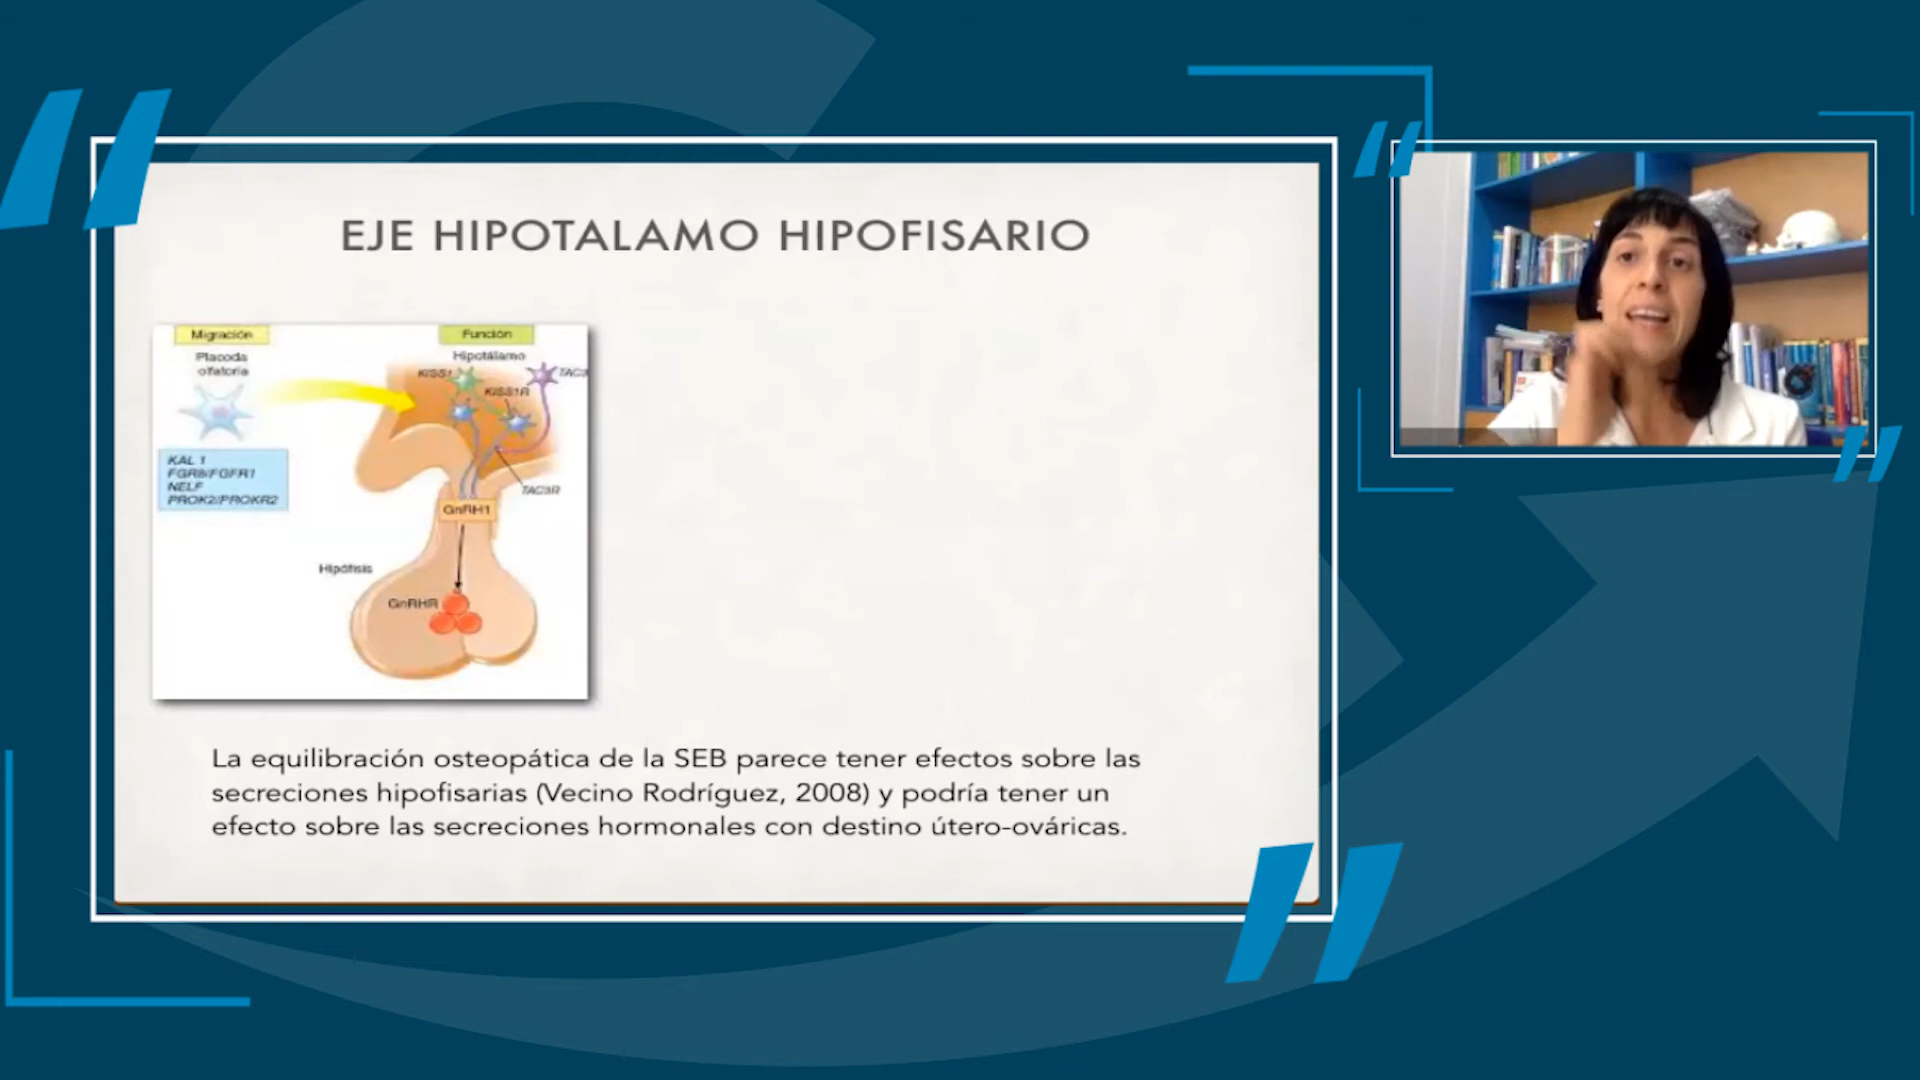 EJE HIPOTALAMO HIPOFISARIO
Migración
Función
Placoda
olfatoria
Hipotálamo
KISS1
TAC3
KISS1R
KAL 1
FGR8/FGFR1
NELF
PROK2/PROKR2
TAC3R
GnRH1
Hipófisis
GnRHR
La equilibración osteopática de la SEB parece tener efectos sobre las
secreciones hipofisarias (Vecino Rodríguez, 2008) y podría tener un
efecto sobre las secreciones hormonales con destino útero-ováricas.